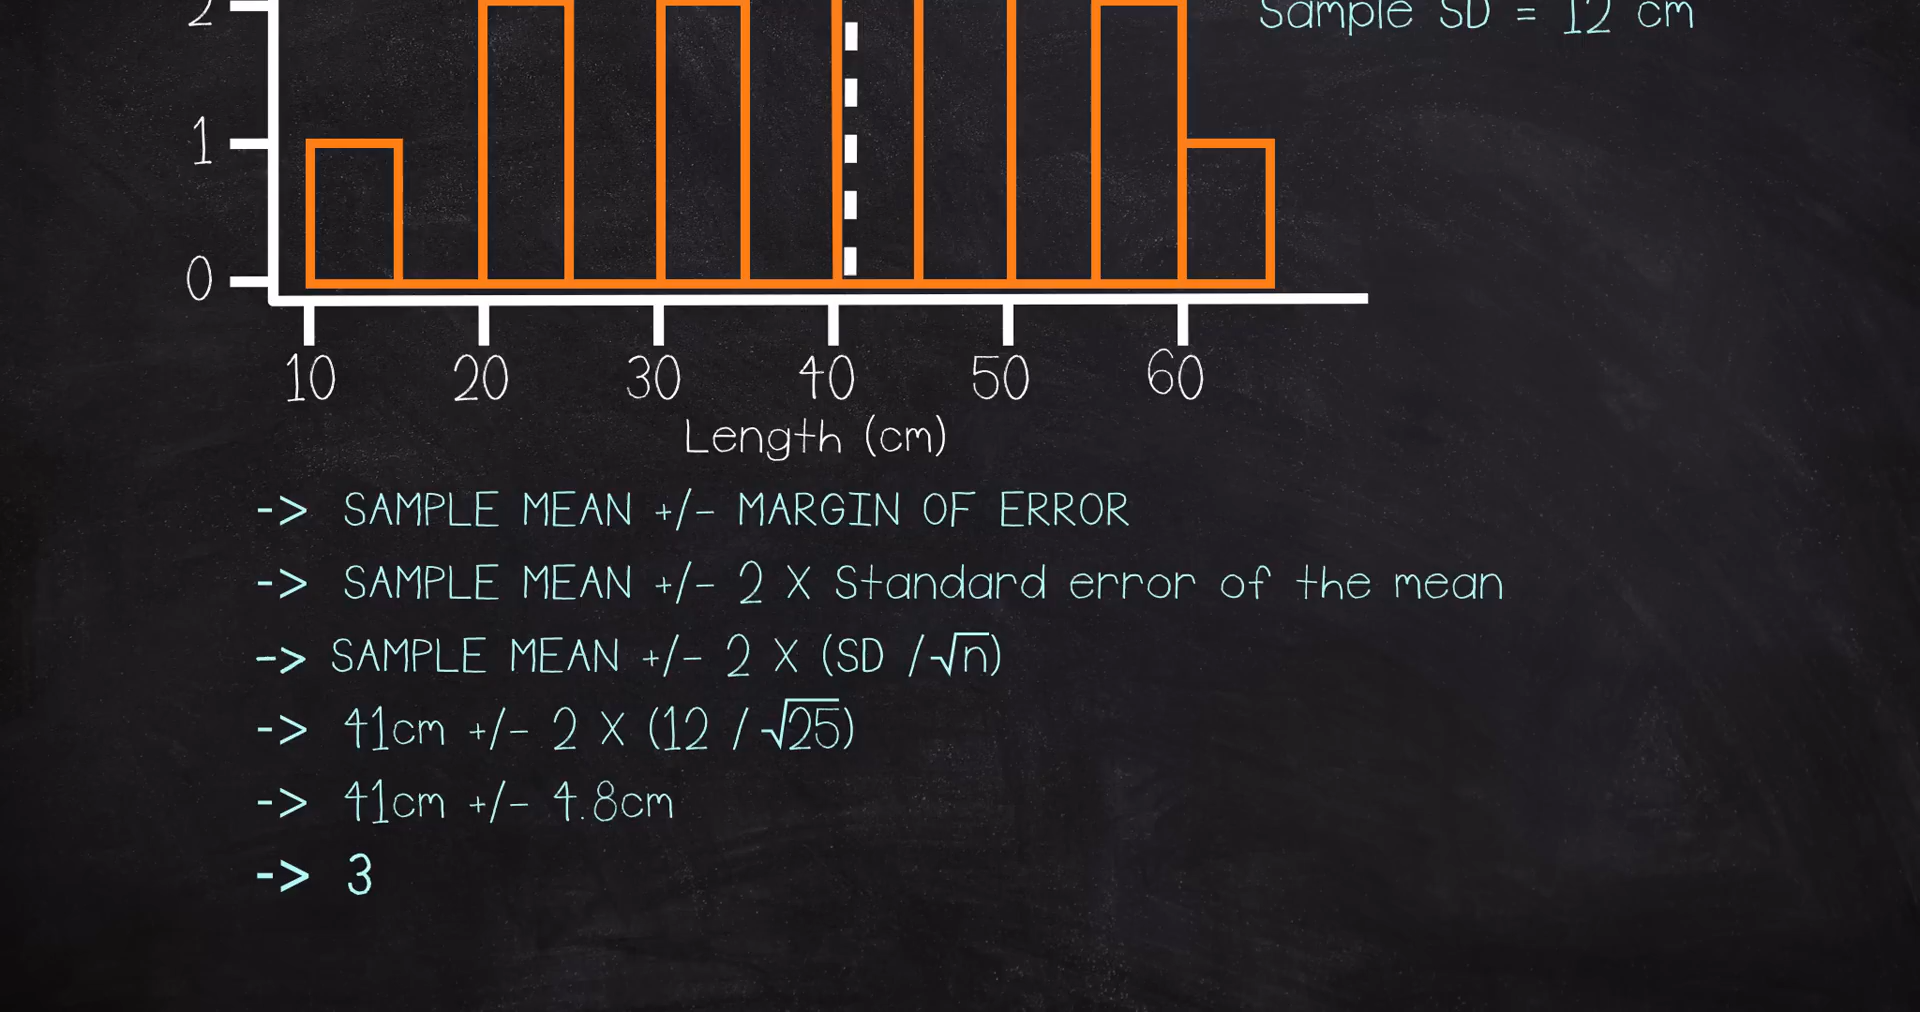 2
Sample SD = 12 cm
1
0
10 20 30 40 50 60
Length (cm)
-> SAMPLE MEAN +/- MARGIN OF ERROR
-> SAMPLE MEAN +/- 2 X Standard error of the mean
-> SAMPLE MEAN +/- 2 X (SD /√n)
-> 41cm +/- 2 X (12 /√25)
-> 41cm +/- 4.8cm
-> 3